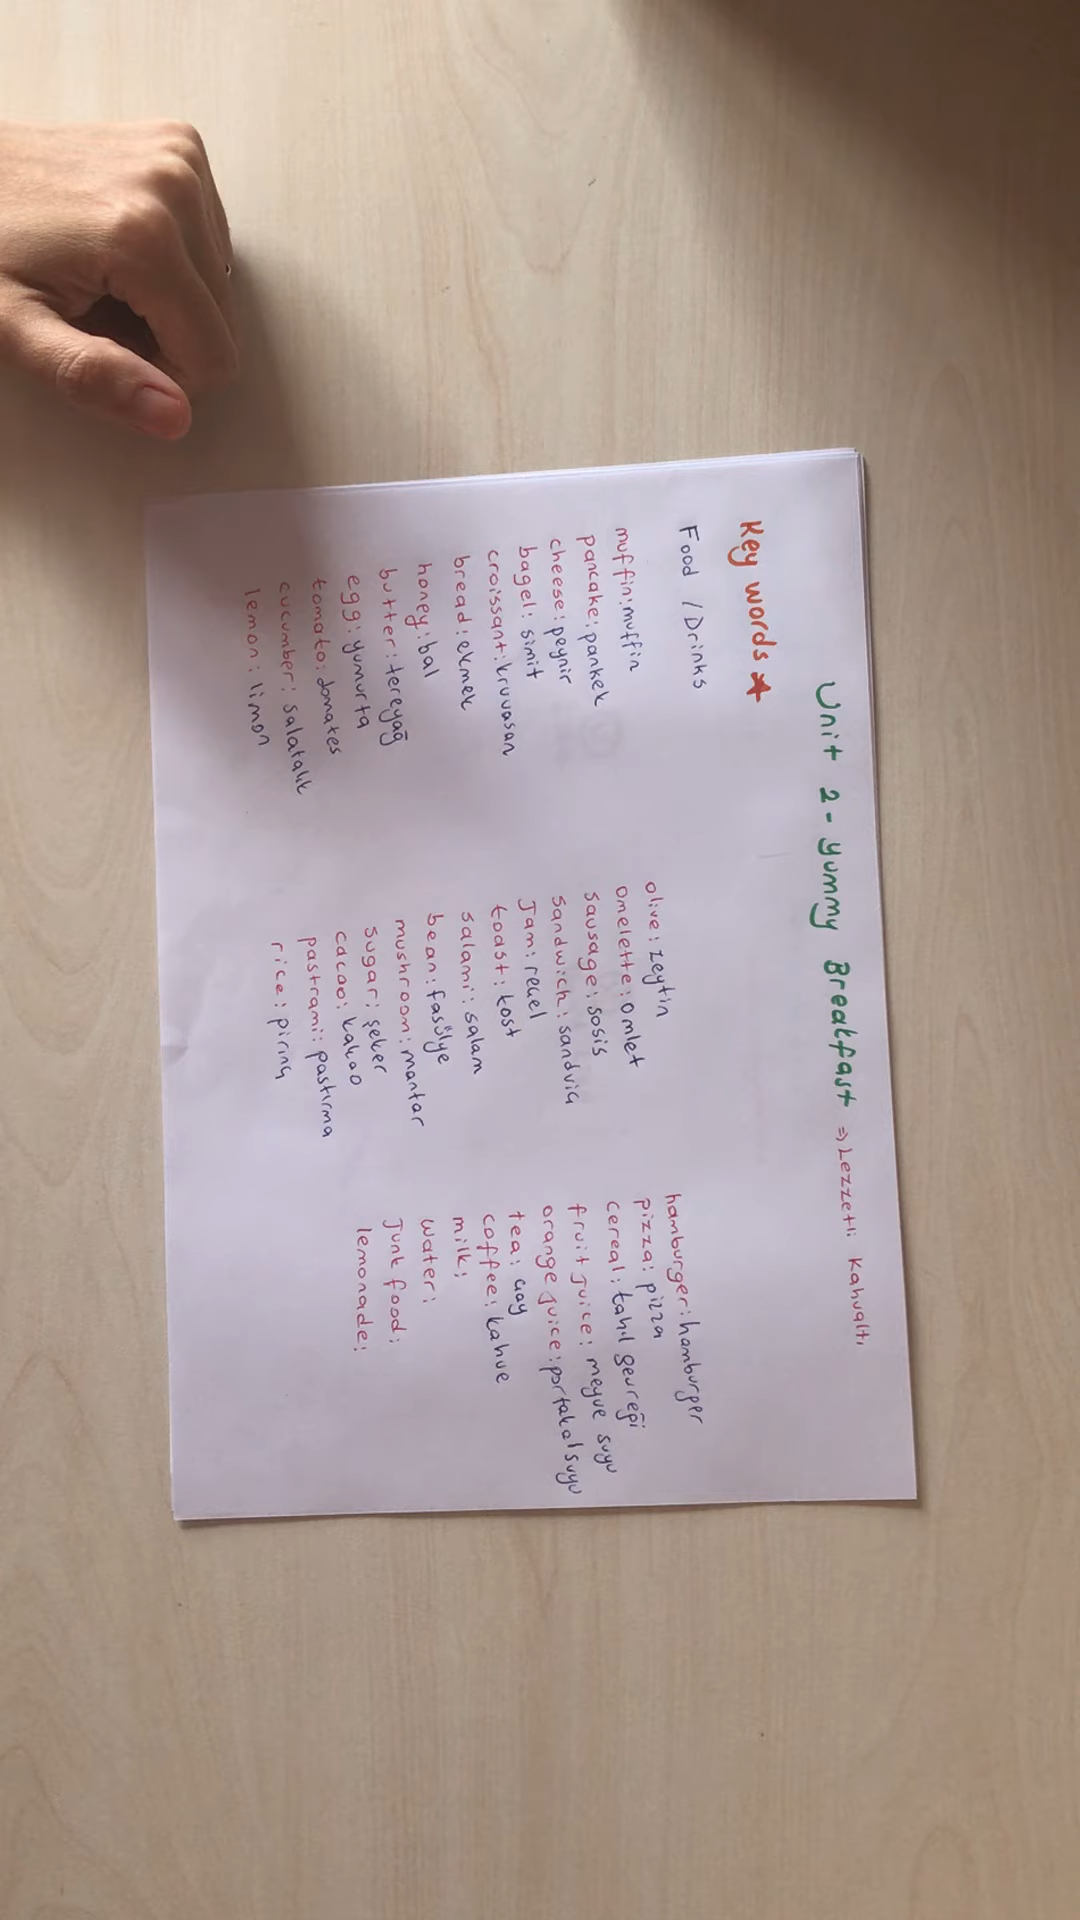 Unit 2- Yummy Breakfast => Lezzetli Kahvaltı
Key words ★
Food / Drinks
muffin: muffin
pancake: pankek
cheese: peynir
bagel: simit
croissant: kruvasan
bread: ekmek
honey: bal
butter: tereyağ
egg: yumurta
tomato: domates
cucumber: salatalık
lemon: limon
olive: zeytin
omelette: omlet
sausage: sosis
sandwich: sandviç
Jam: reçel
toast: tost
salami: salam
bean: fasülye
mushroom: mantar
sugar: şeker
cacao: kakao
pastrami: pastırma
rice: pirinç
hamburger: hamburger
pizza: pizza
cereal: tahıl gevreği
fruit juice: meyve suyu
orange juice: portakal suyu
tea: çay
coffee: kahve
milk:
water:
Junk food:
lemonade: